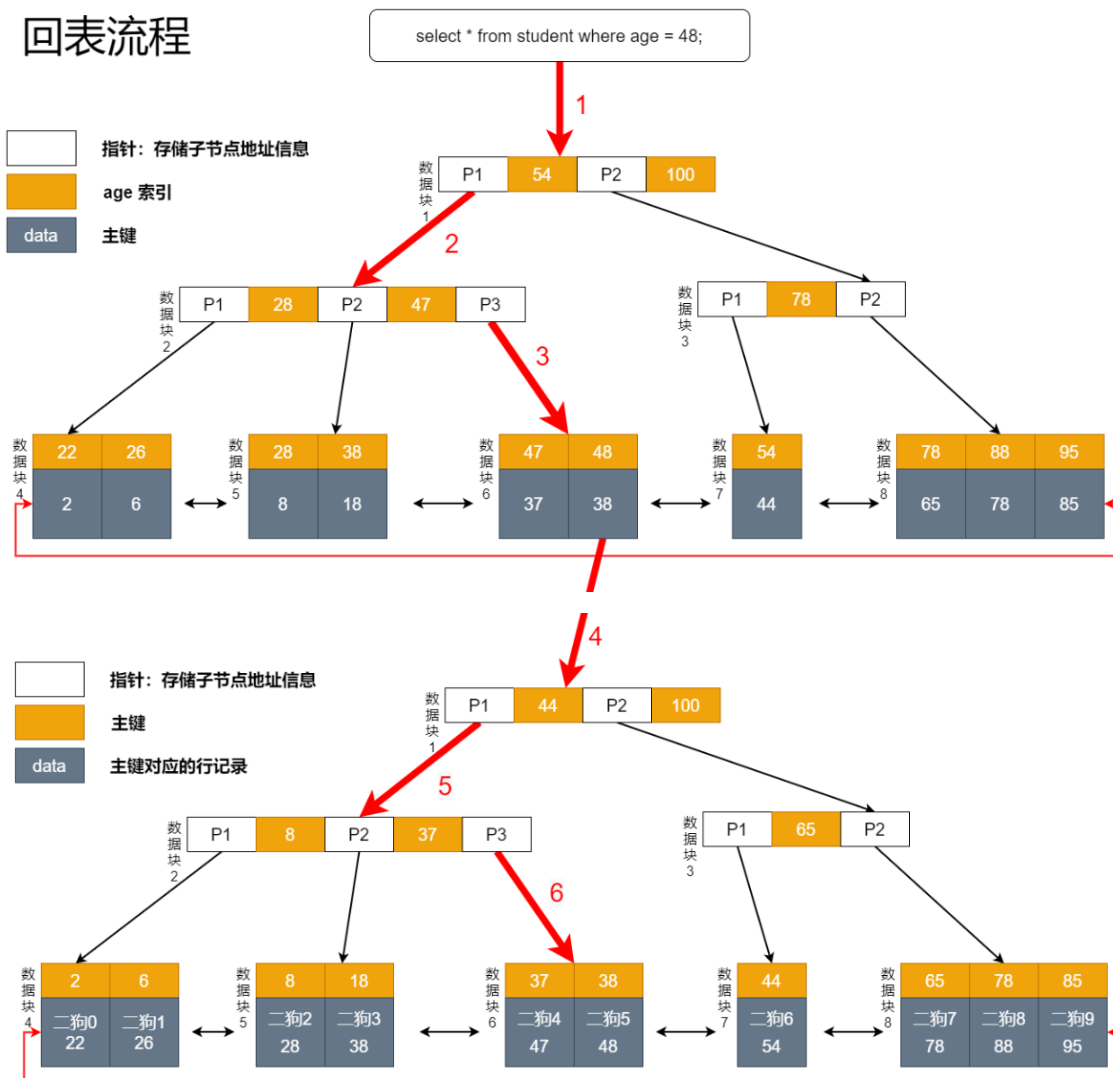 回表流程
select * from student where age = 48;
1
指针：存储子节点地址信息
age 索引
data 主键
数据块1
P1 54 P2 100
2
数据块2
P1 28 P2 47 P3
数据块3
P1 78 P2
3
数据块4
22 26
2 6
数据块5
28 38
8 18
数据块6
47 48
37 38
数据块7
54
44
数据块8
78 88 95
65 78 85
4
指针：存储子节点地址信息
主键
data 主键对应的行记录
数据块1
P1 44 P2 100
5
数据块2
P1 8 P2 37 P3
数据块3
P1 65 P2
6
数据块4
2 6
二狗0 二狗1
22 26
数据块5
8 18
二狗2 二狗3
28 38
数据块6
37 38
二狗4 二狗5
47 48
数据块7
44
二狗6
54
数据块8
65 78 85
二狗7 二狗8 二狗9
78 88 95